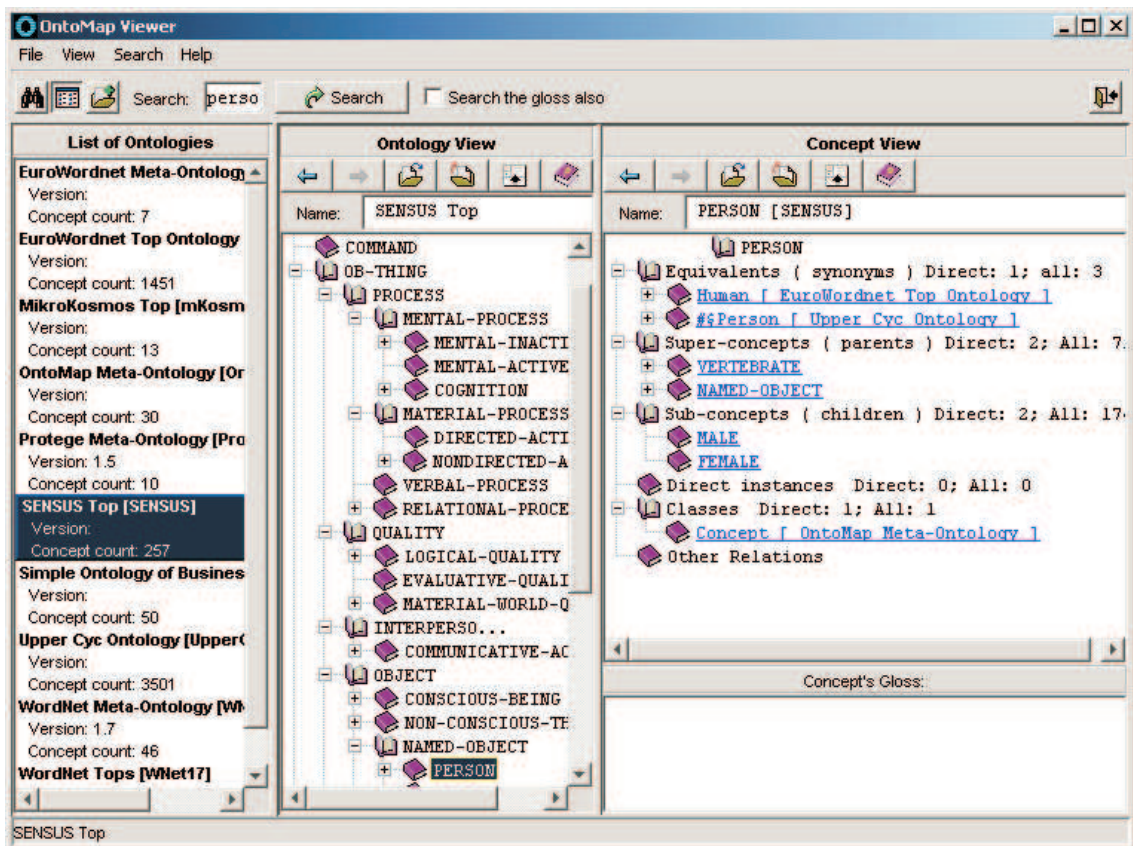 OntoMap Viewer
File View Search Help
Search: perso Search Search the gloss also
List of Ontologies
EuroWordnet Meta-Ontology
Version:
Concept count: 7
EuroWordnet Top Ontology
Version:
Concept count: 1451
MikroKosmos Top [mKosm
Version:
Concept count: 13
OntoMap Meta-Ontology [On
Version:
Concept count: 30
Protege Meta-Ontology [Pro
Version: 1.5
Concept count: 10
SENSUS Top [SENSUS]
Version:
Concept count: 257
Simple Ontology of Busines
Version:
Concept count: 50
Upper Cyc Ontology [UpperC
Version:
Concept count: 3501
WordNet Meta-Ontology [WN
Version: 1.7
Concept count: 46
WordNet Tops [WNet17]
Ontology View
Name: SENSUS Top
COMMAND
OB-THING
PROCESS
MENTAL-PROCESS
MENTAL-INACTI
MENTAL-ACTIVE
COGNITION
MATERIAL-PROCESS
DIRECTED-ACTI
NONDIRECTED-A
VERBAL-PROCESS
RELATIONAL-PROCE
QUALITY
LOGICAL-QUALITY
EVALUATIVE-QUALI
MATERIAL-WORLD-Q
INTERPERSO...
COMMUNICATIVE-AC
OBJECT
CONSCIOUS-BEING
NON-CONSCIOUS-TH
NAMED-OBJECT
PERSON
Concept View
Name: PERSON [SENSUS]
PERSON
Equivalents ( synonyms ) Direct: 1; all: 3
Human [ EuroWordnet Top Ontology ]
#$Person [ Upper Cyc Ontology ]
Super-concepts ( parents ) Direct: 2; All: 7
VERTEBRATE
NAMED-OBJECT
Sub-concepts ( children ) Direct: 2; All: 174
MALE
FEMALE
Direct instances Direct: 0; All: 0
Classes Direct: 1; All: 1
Concept [ OntoMap Meta-Ontology ]
Other Relations
Concept's Gloss:
SENSUS Top